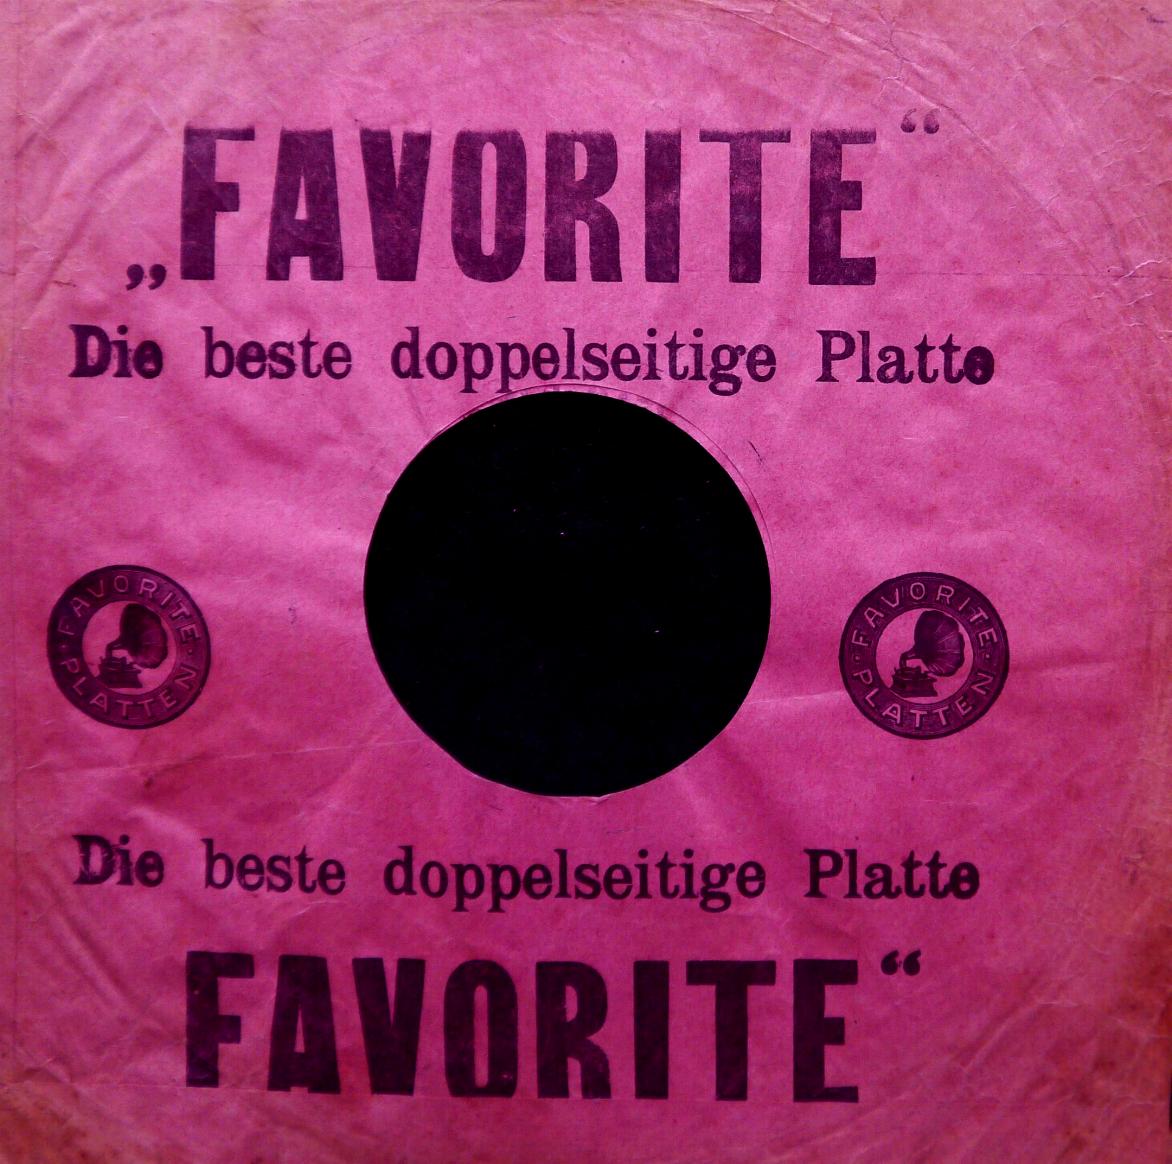 „FAVORITE“
Die beste doppelseitige Platte
· FAVORITE ·
PLATTEN
· FAVORITE ·
PLATTEN
Die beste doppelseitige Platte
FAVORITE“